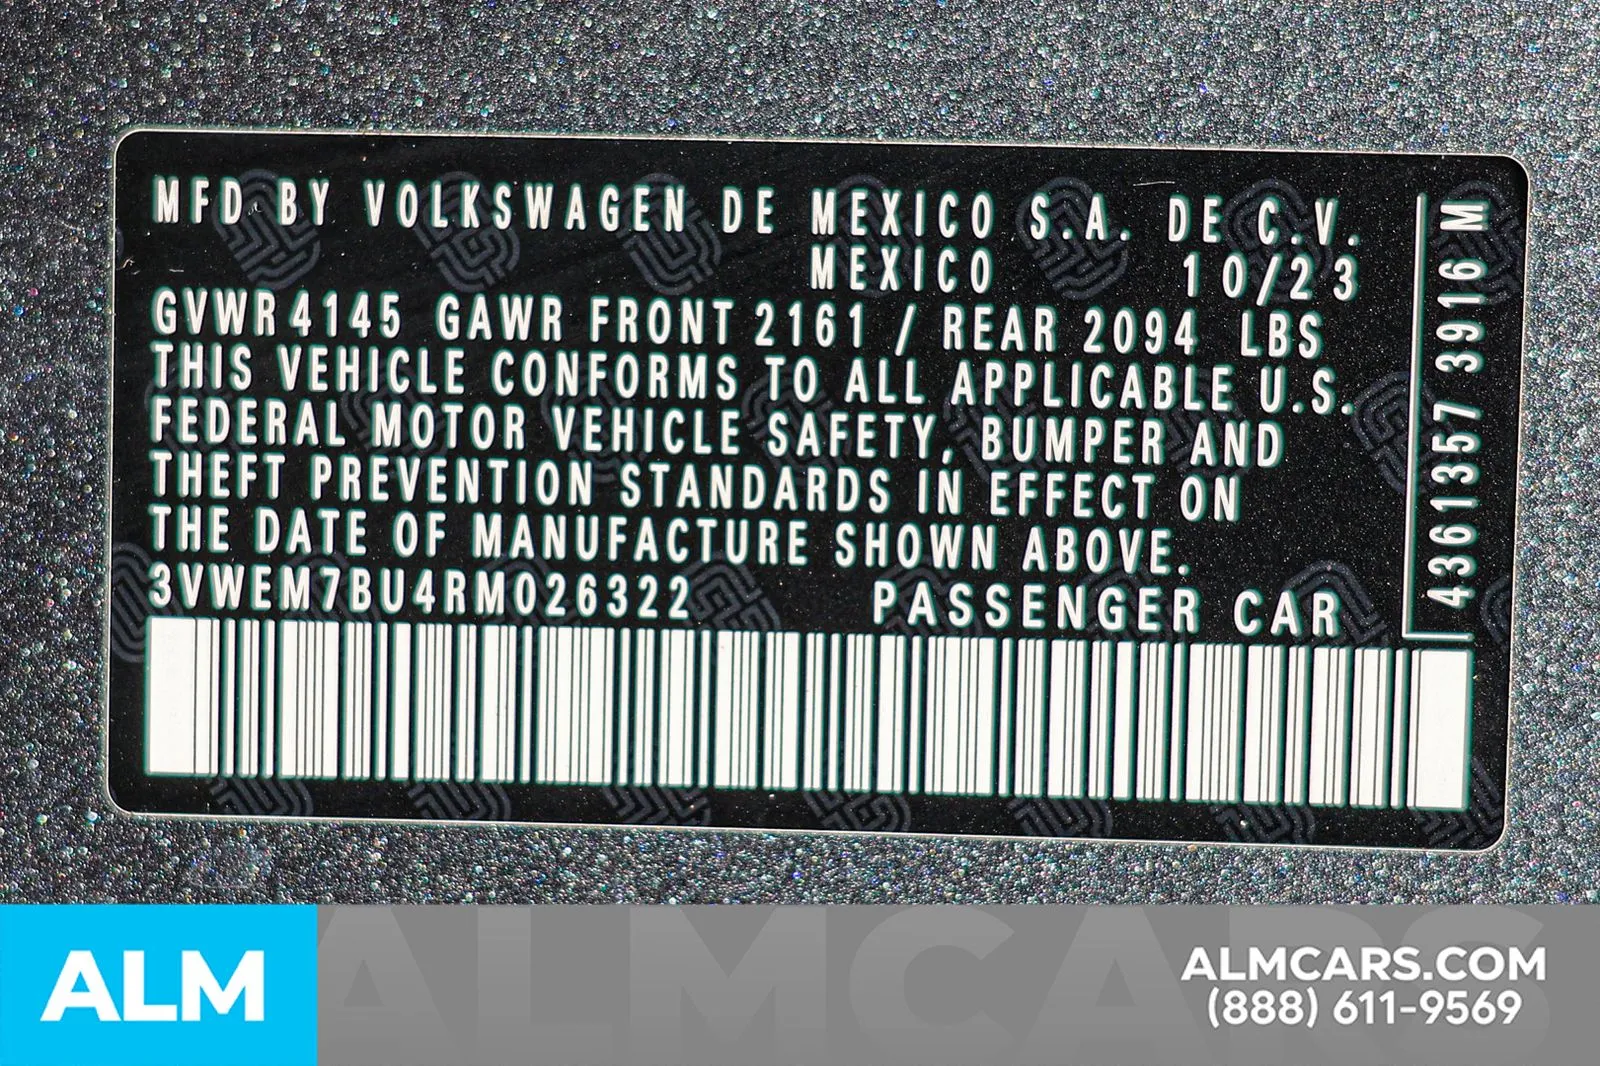 MFD BY VOLKSWAGEN DE MEXICO S.A. DE C.V.
MEXICO 10/23
GVWR 4145 GAWR FRONT 2161 / REAR 2094 LBS
THIS VEHICLE CONFORMS TO ALL APPLICABLE U.S.
FEDERAL MOTOR VEHICLE SAFETY, BUMPER AND
THEFT PREVENTION STANDARDS IN EFFECT ON
THE DATE OF MANUFACTURE SHOWN ABOVE.
3VWEM7BU4RM026322 PASSENGER CAR
4361357 3916 M
ALM
ALMCARS
ALMCARS.COM
(888) 611-9569